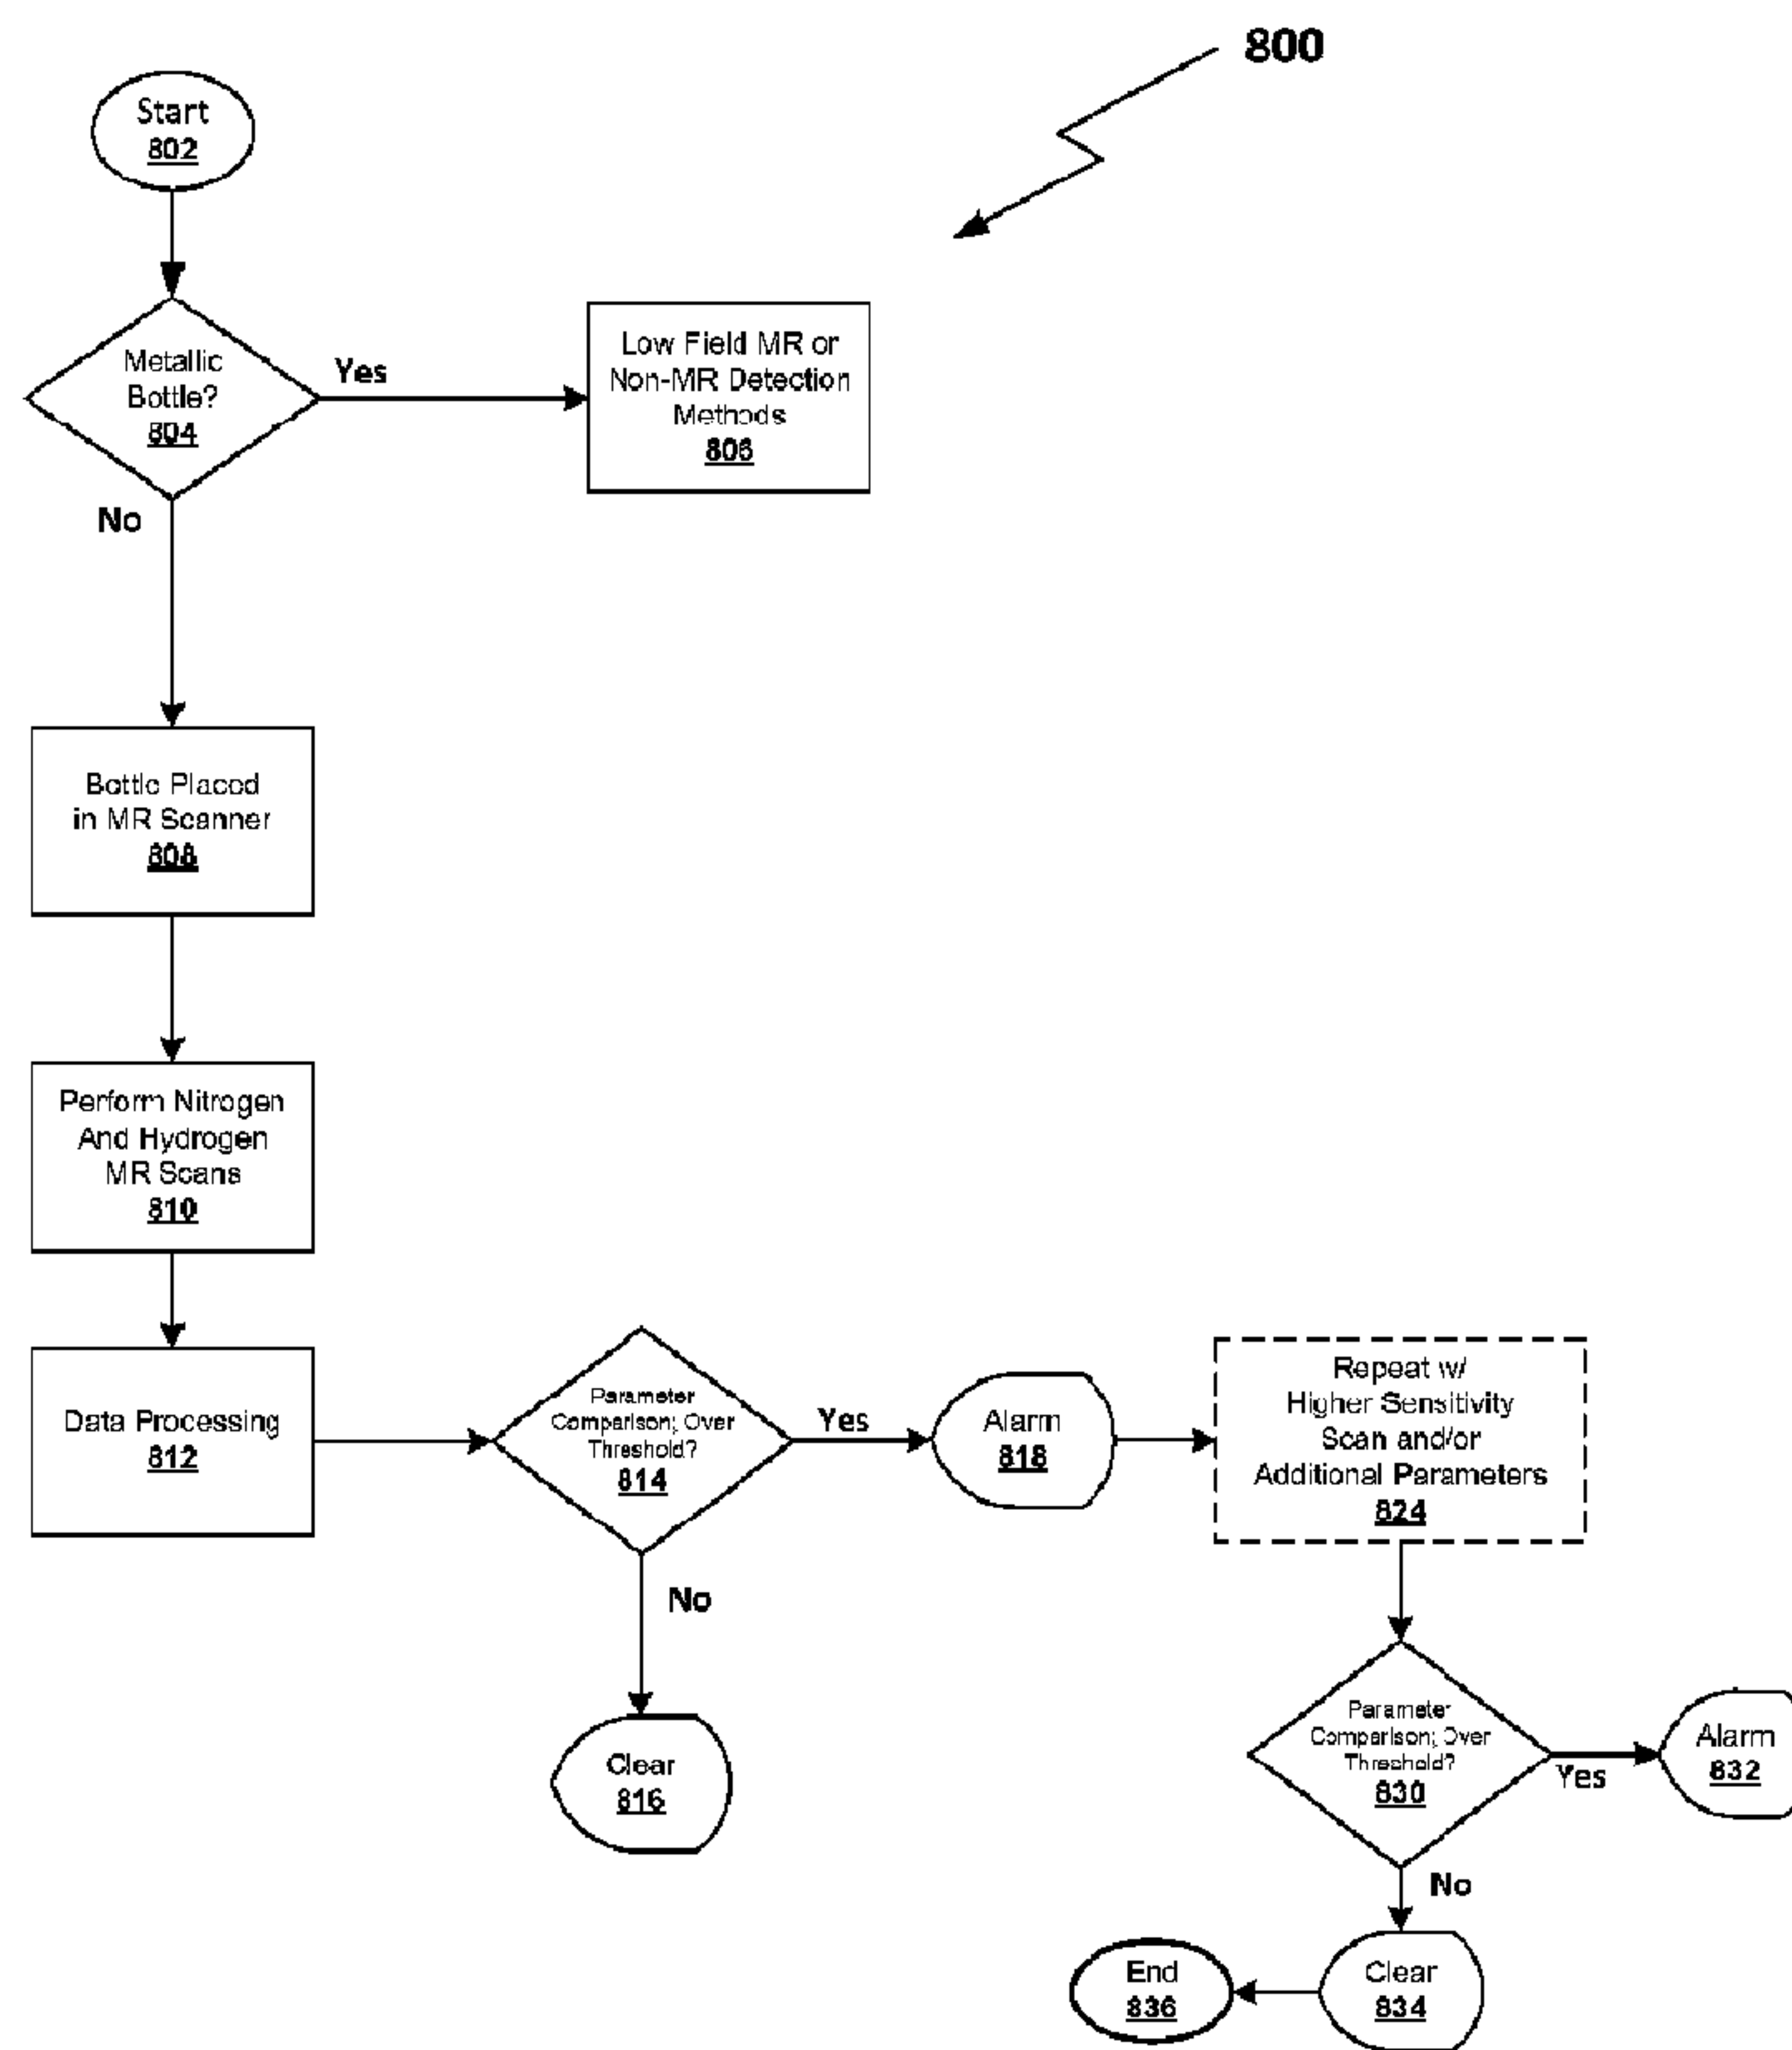 800
Start
802
Metallic
Bottle?
804
Yes
Low Field MR or
Non-MR Detection
Methods
806
No
Bottle Placed
in MR Scanner
808
Perform Nitrogen
And Hydrogen
MR Scans
810
Data Processing
812
Parameter
Comparison; Over
Threshold?
814
Yes
Alarm
818
Repeat w/
Higher Sensitivity
Scan and/or
Additional Parameters
824
No
Clear
816
Parameter
Comparison; Over
Threshold?
830
Yes
Alarm
832
No
Clear
834
End
836